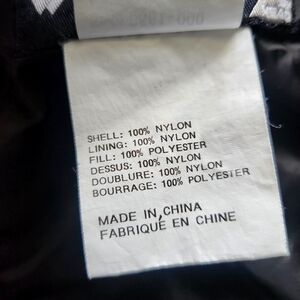 SHELL: 100% NYLON
LINING: 100% NYLON
FILL: 100% POLYESTER
DESSUS: 100% NYLON
DOUBLURE: 100% NYLON
BOURRAGE: 100% POLYESTER
MADE IN CHINA
FABRIQUÉ EN CHINE